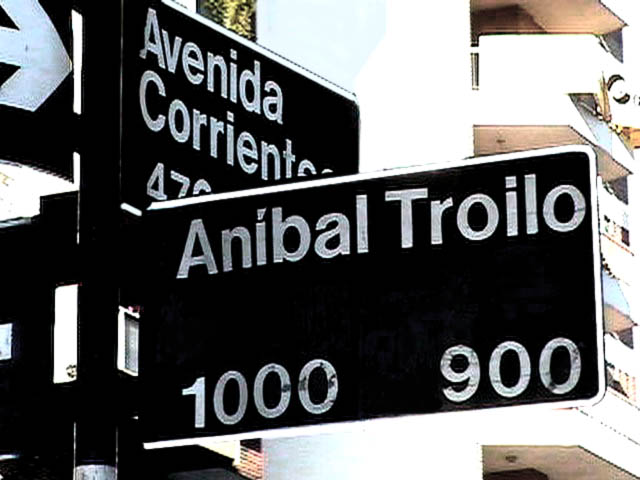 Avenida
Corrientes
Aníbal Troilo
1000 900